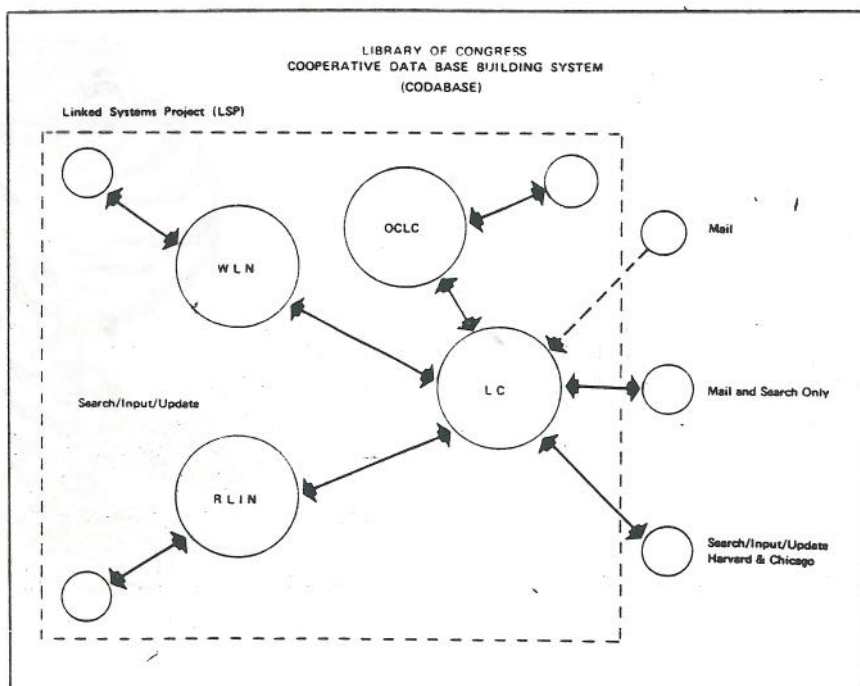 LIBRARY OF CONGRESS
COOPERATIVE DATA BASE BUILDING SYSTEM
(CODABASE)
Linked Systems Project (LSP)
OCLC
Mail
WLN
LC
Mail and Search Only
Search/Input/Update
RLIN
Search/Input/Update
Harvard & Chicago